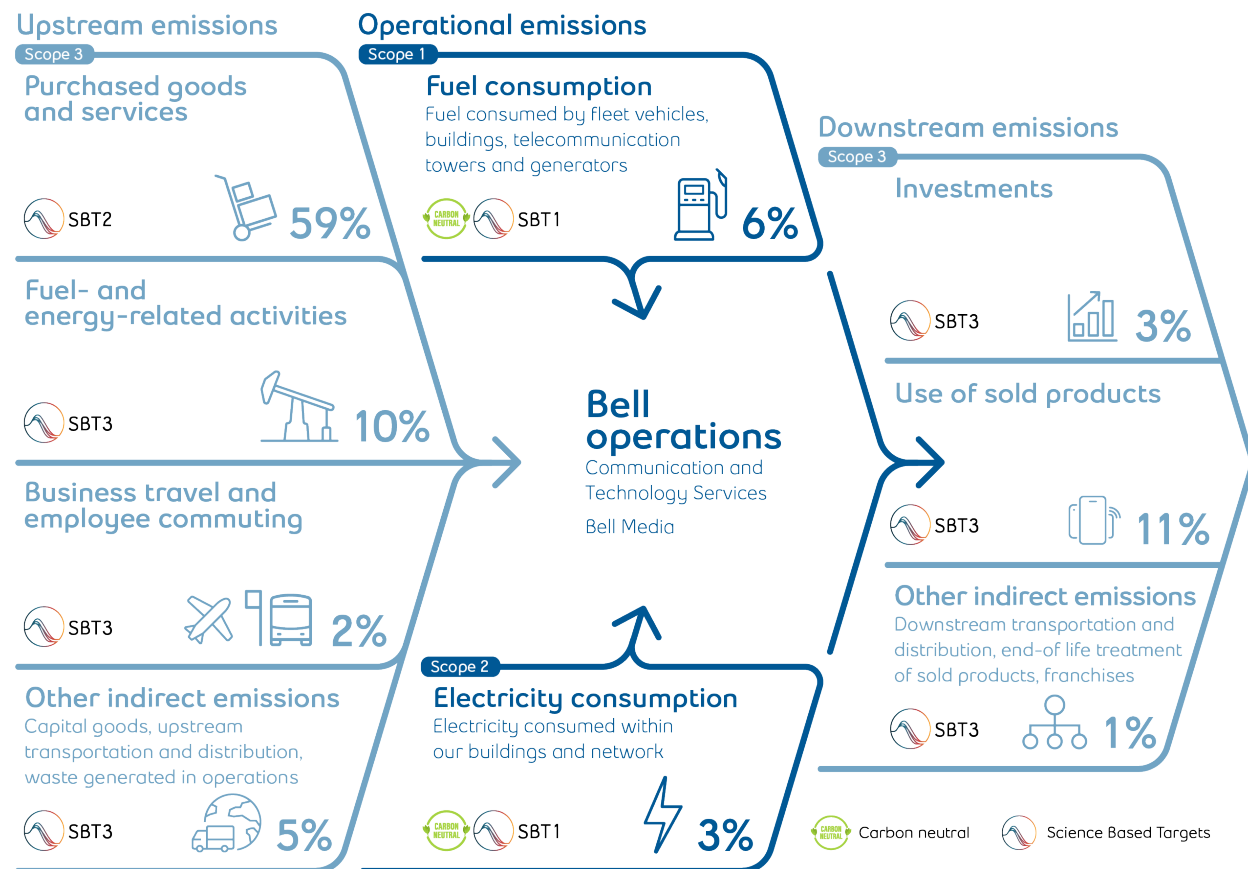 Upstream emissions
Scope 3
Purchased goods
and services
SBT2
59%
Fuel- and
energy-related activities
SBT3
10%
Business travel and
employee commuting
SBT3
2%
Other indirect emissions
Capital goods, upstream
transportation and distribution,
waste generated in operations
SBT3
5%
Operational emissions
Scope 1
Fuel consumption
Fuel consumed by fleet vehicles,
buildings, telecommunication
towers and generators
CARBON
NEUTRAL
SBT1
6%
Bell
operations
Communication and
Technology Services
Bell Media
Scope 2
Electricity consumption
Electricity consumed within
our buildings and network
CARBON
NEUTRAL
SBT1
3%
Downstream emissions
Scope 3
Investments
SBT3
3%
Use of sold products
SBT3
11%
Other indirect emissions
Downstream transportation and
distribution, end-of life treatment
of sold products, franchises
SBT3
1%
CARBON
NEUTRAL
Carbon neutral
Science Based Targets